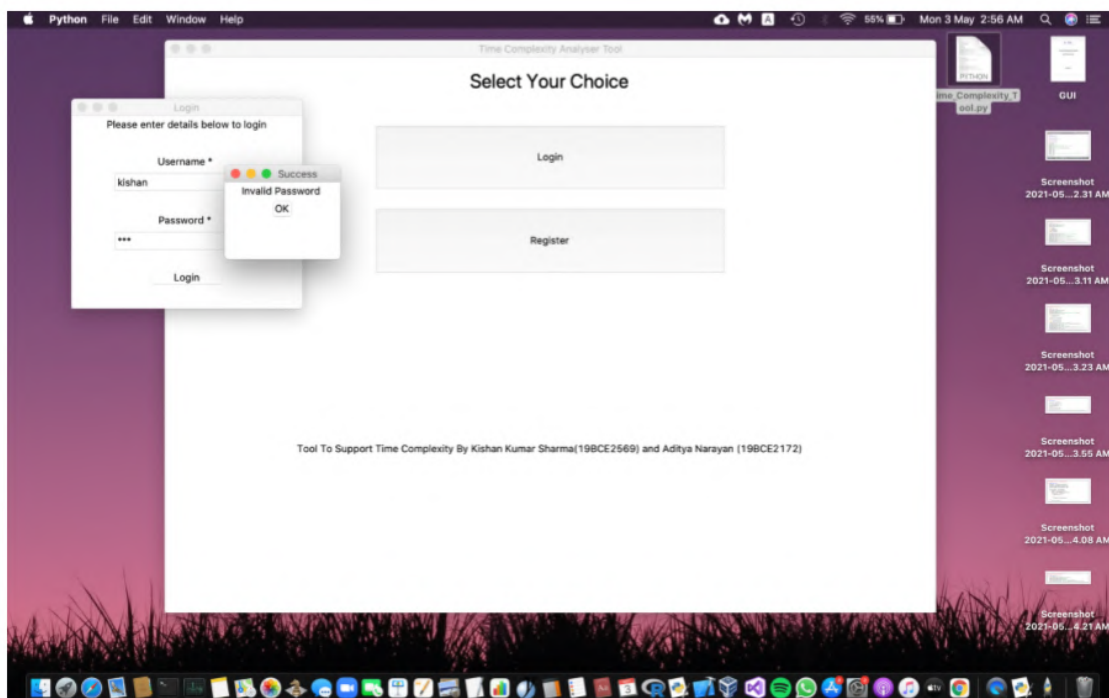 Python File Edit Window Help
A 55% Mon 3 May 2:56 AM
Time Complexity Analyser Tool
Select Your Choice
Login
Register
Tool To Support Time Complexity By Kishan Kumar Sharma(19BCE2569) and Aditya Narayan (19BCE2172)
Login
Please enter details below to login
Username *
kishan
Password *
***
Login
Success
Invalid Password
OK
PYTHON
ime_Complexity_T
ool.py
GUI
Screenshot
2021-05...2.31 AM
Screenshot
2021-05...3.11 AM
Screenshot
2021-05...3.23 AM
Screenshot
2021-05...3.55 AM
Screenshot
2021-05...4.08 AM
Screenshot
2021-05...4.21 AM